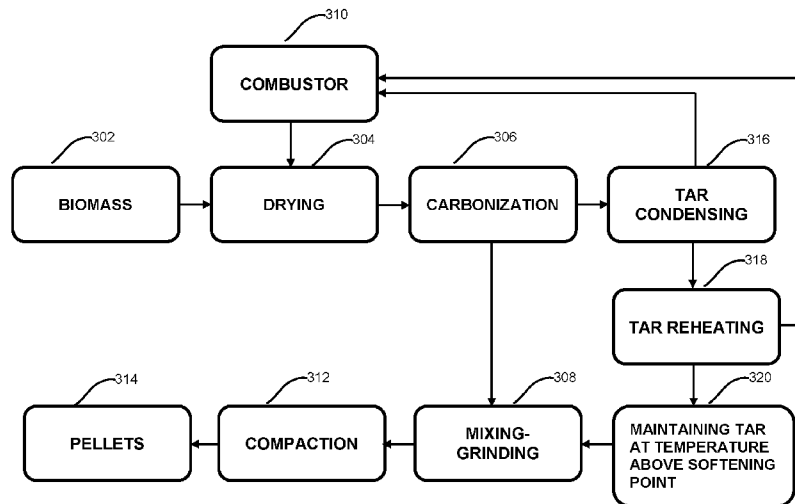 310
COMBUSTOR
302
304
306
316
BIOMASS
DRYING
CARBONIZATION
TAR
CONDENSING
318
TAR REHEATING
314
312
308
320
PELLETS
COMPACTION
MIXING-
GRINDING
MAINTAINING TAR
AT TEMPERATURE
ABOVE SOFTENING
POINT